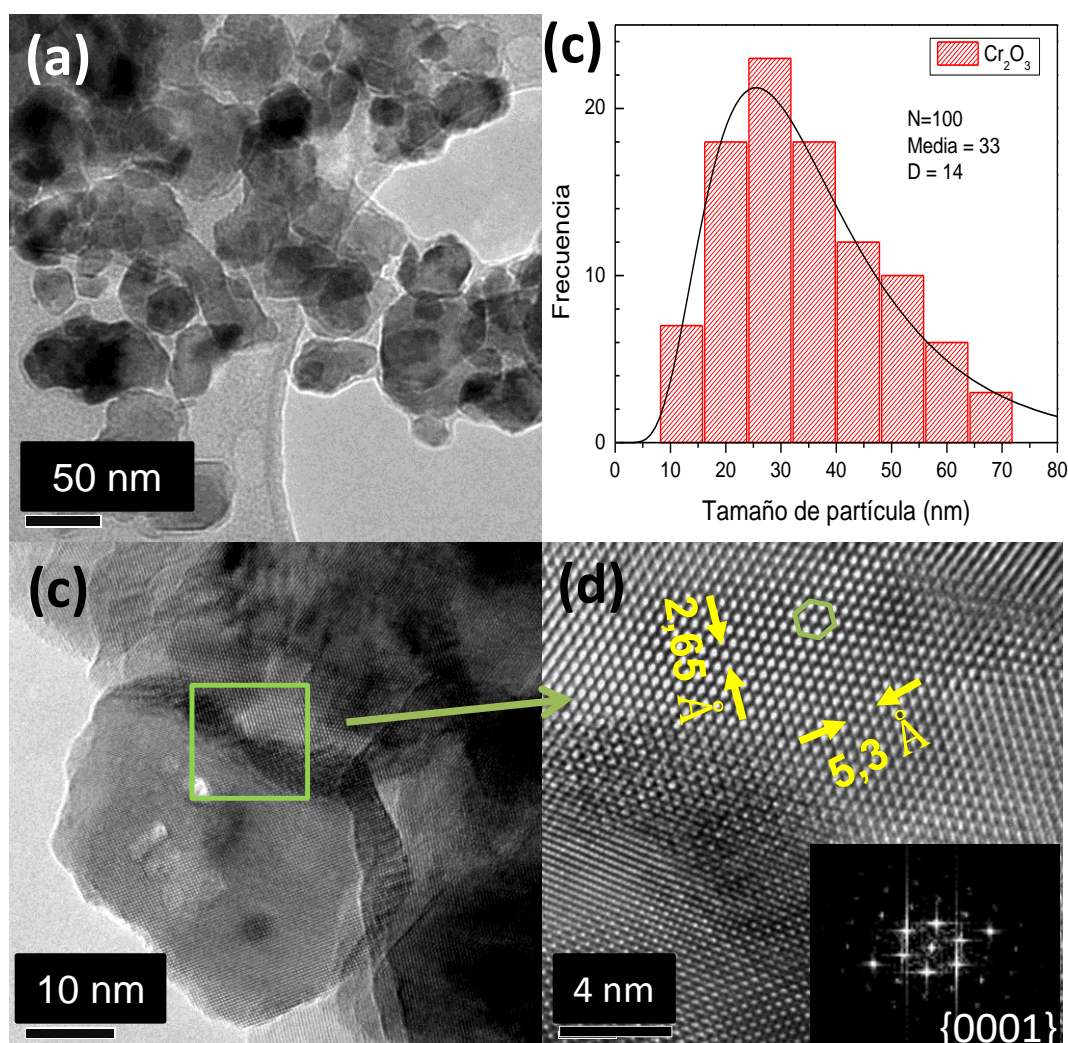 (a)
50 nm
(c)
Cr₂O₃
N=100
Media = 33
D = 14
Frecuencia
20
10
0
0 10 20 30 40 50 60 70 80
Tamaño de partícula (nm)
(c)
10 nm
(d)
2,65 Å
5,3 Å
4 nm
{0001}